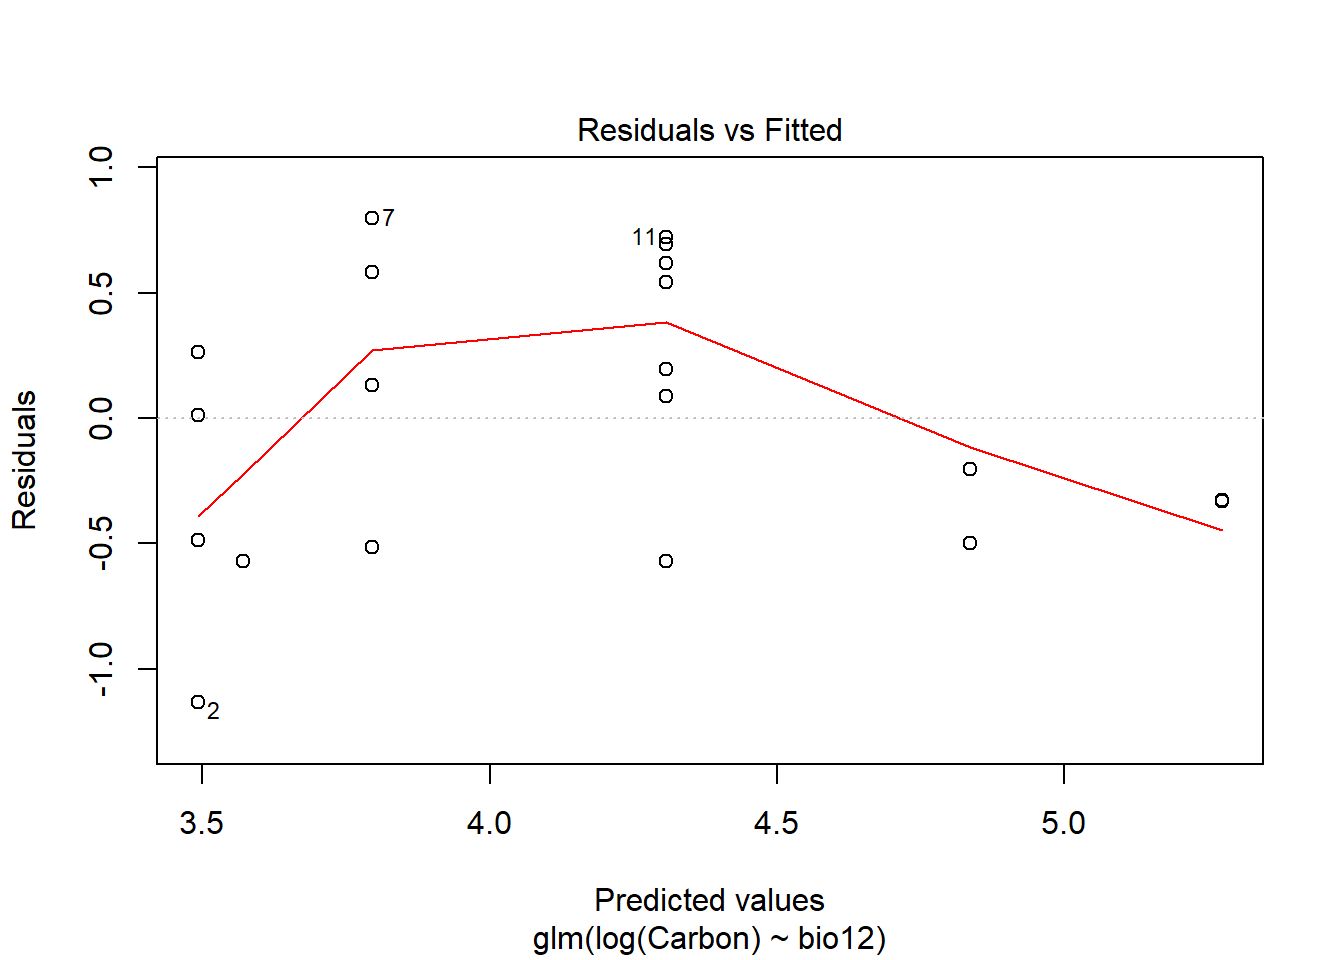 Residuals vs Fitted
Residuals
1.0
0.5
0.0
-0.5
-1.0
7
11
2
3.5 4.0 4.5 5.0
Predicted values
glm(log(Carbon) ~ bio12)